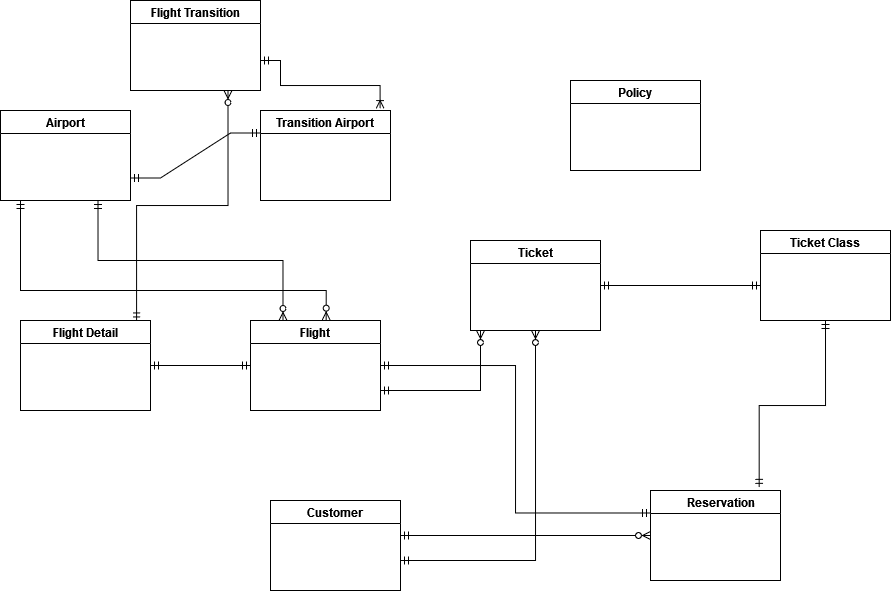 Flight Transition
Policy
Airport
Transition Airport
Ticket
Ticket Class
Flight Detail
Flight
Customer
Reservation